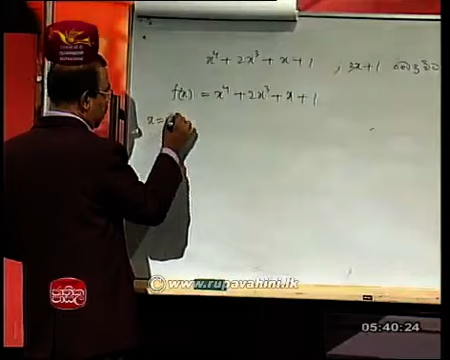 x⁴ + 2x³ + x + 1 , 3x+1 බෙදූ විට
f(x) = x⁴ + 2x³ + x + 1
x =
© www.rupavahini.lk
05:40:24